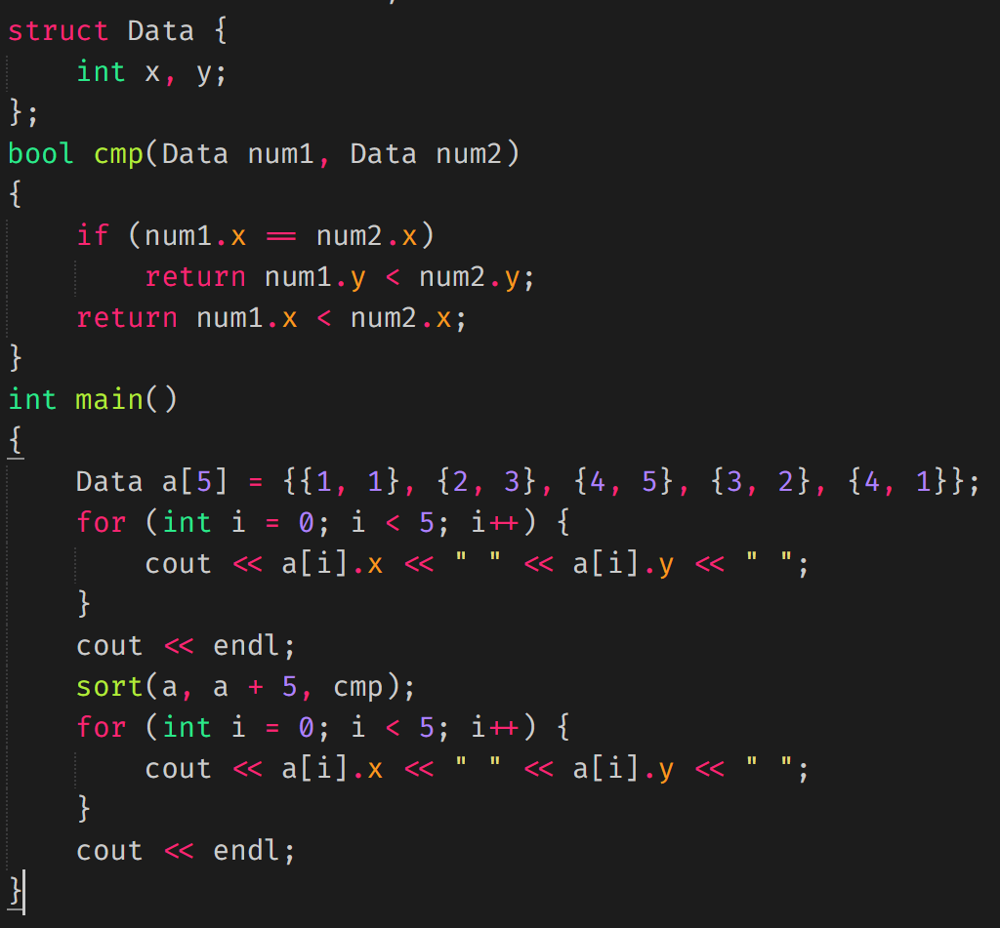 struct Data {
    int x, y;
};
bool cmp(Data num1, Data num2)
{
    if (num1.x == num2.x)
        return num1.y < num2.y;
    return num1.x < num2.x;
}
int main()
{
    Data a[5] = {{1, 1}, {2, 3}, {4, 5}, {3, 2}, {4, 1}};
    for (int i = 0; i < 5; i++) {
        cout << a[i].x << " " << a[i].y << " ";
    }
    cout << endl;
    sort(a, a + 5, cmp);
    for (int i = 0; i < 5; i++) {
        cout << a[i].x << " " << a[i].y << " ";
    }
    cout << endl;
}